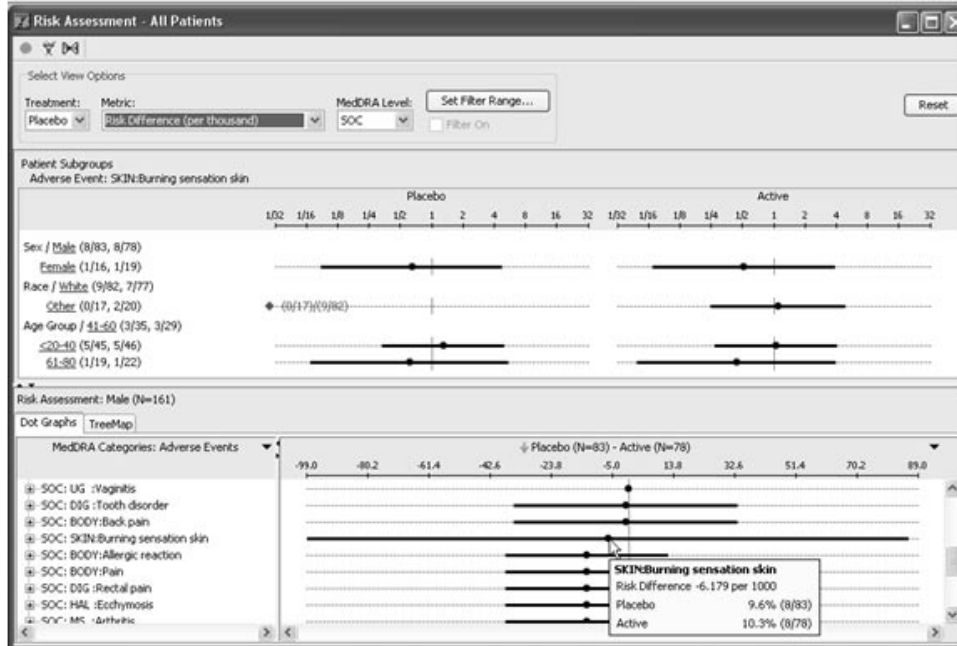 Risk Assessment - All Patients
Select View Options
Treatment: Metric: MedDRA Level: Set Filter Range...
Placebo Risk Difference (per thousand) SOC Filter On Reset
Patient Subgroups
Adverse Event: SKIN:Burning sensation skin
Placebo Active
1/32 1/16 1/8 1/4 1/2 1 2 4 8 16 32 1/32 1/16 1/8 1/4 1/2 1 2 4 8 16 32
Sex / Male (8/83, 8/78)
Female (1/16, 1/19)
Race / White (9/82, 7/77)
Other (0/17, 2/20) (0/17)/(9/82)
Age Group / 41-60 (3/35, 3/29)
<20-40 (5/45, 5/46)
61-80 (1/19, 1/22)
Risk Assessment: Male (N=161)
Dot Graphs TreeMap
MedDRA Categories: Adverse Events Placebo (N=83) - Active (N=78)
-99.0 -80.2 -61.4 -42.6 -23.8 -5.0 13.8 32.6 51.4 70.2 89.0
SOC: UG :Vaginitis
SOC: DIG :Tooth disorder
SOC: BODY:Back pain
SOC: SKIN:Burning sensation skin
SOC: BODY:Allergic reaction
SOC: BODY:Pain
SOC: DIG :Rectal pain
SOC: HAL :Ecchymosis
SOC: MS :Arthritis
SKIN:Burning sensation skin
Risk Difference -6.179 per 1000
Placebo 9.6% (8/83)
Active 10.3% (8/78)